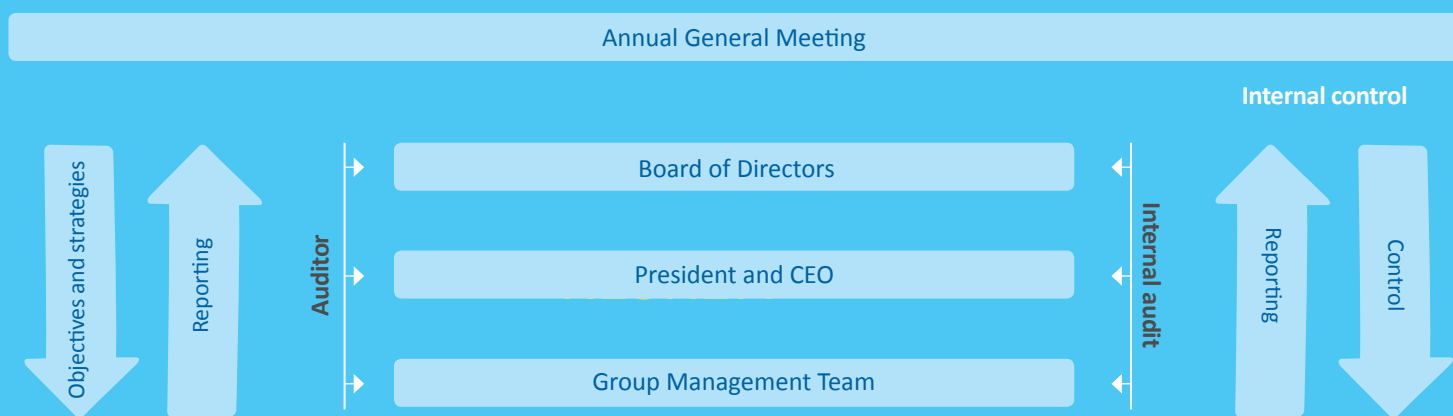 Annual General Meeting
Internal control
Objectives and strategies
Reporting
Auditor
Board of Directors
President and CEO
Group Management Team
Internal audit
Reporting
Control